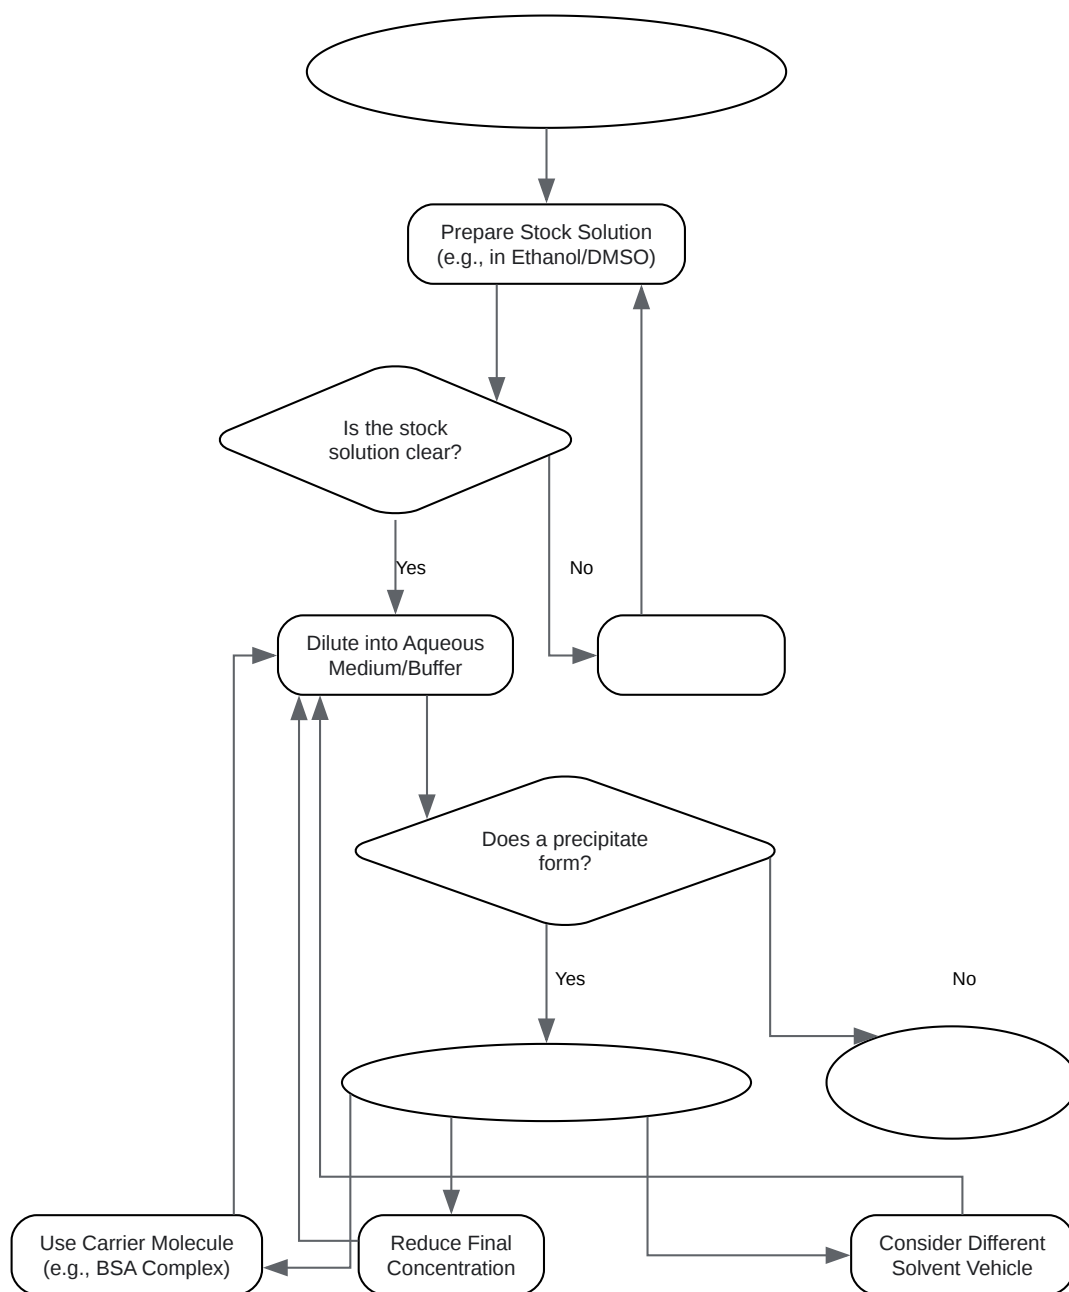 Prepare Stock Solution
(e.g., in Ethanol/DMSO)
Is the stock
solution clear?
Yes
No
Dilute into Aqueous
Medium/Buffer
Does a precipitate
form?
Yes
No
Use Carrier Molecule
(e.g., BSA Complex)
Reduce Final
Concentration
Consider Different
Solvent Vehicle